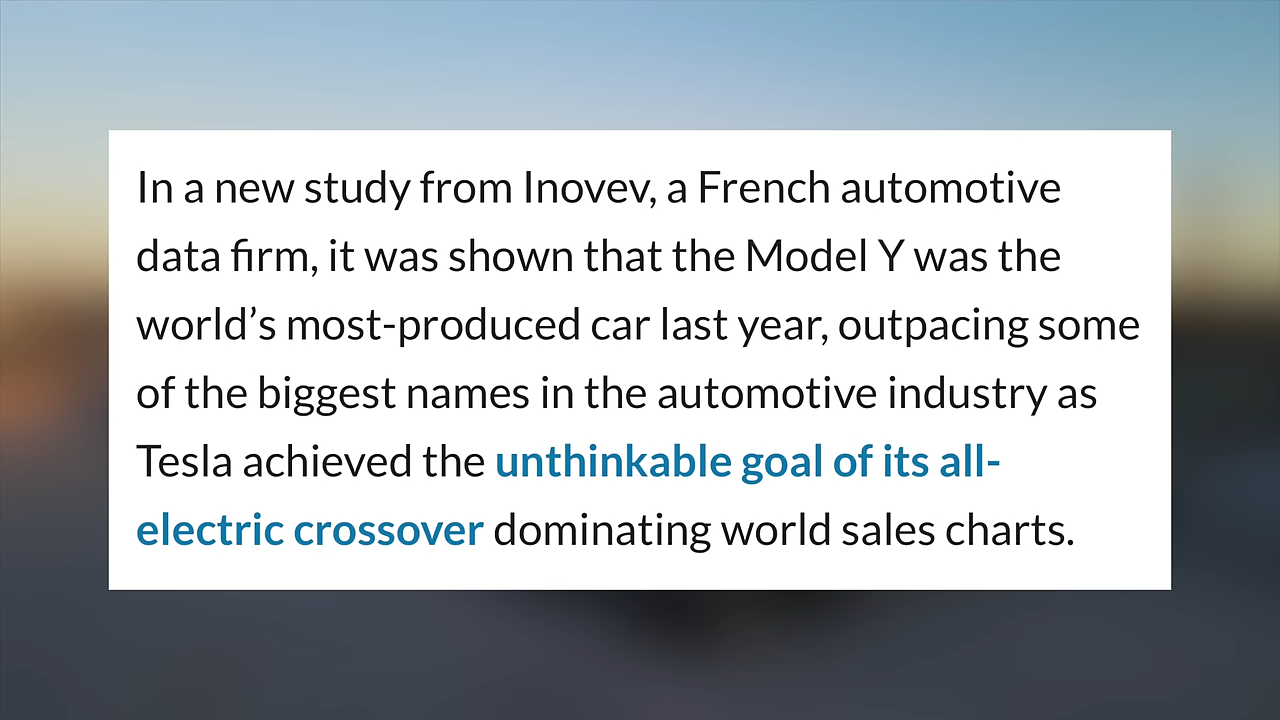 In a new study from Inovev, a French automotive
data firm, it was shown that the Model Y was the
world’s most-produced car last year, outpacing some
of the biggest names in the automotive industry as
Tesla achieved the unthinkable goal of its all-
electric crossover dominating world sales charts.